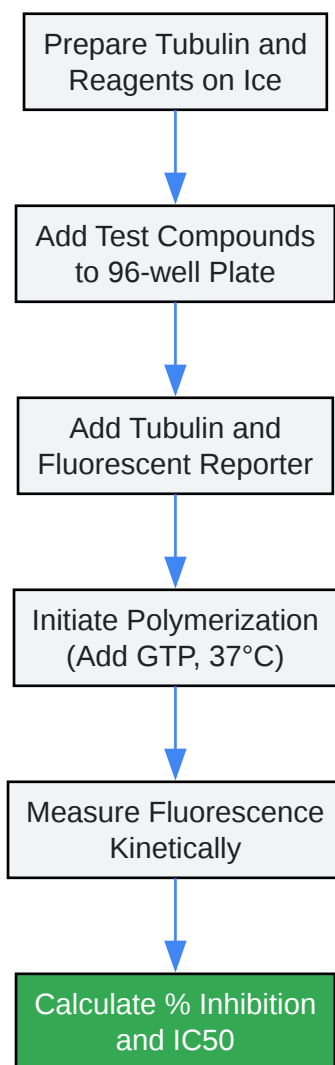 Prepare Tubulin and
Reagents on Ice
Add Test Compounds
to 96-well Plate
Add Tubulin and
Fluorescent Reporter
Initiate Polymerization
(Add GTP, 37°C)
Measure Fluorescence
Kinetically
Calculate % Inhibition
and IC50